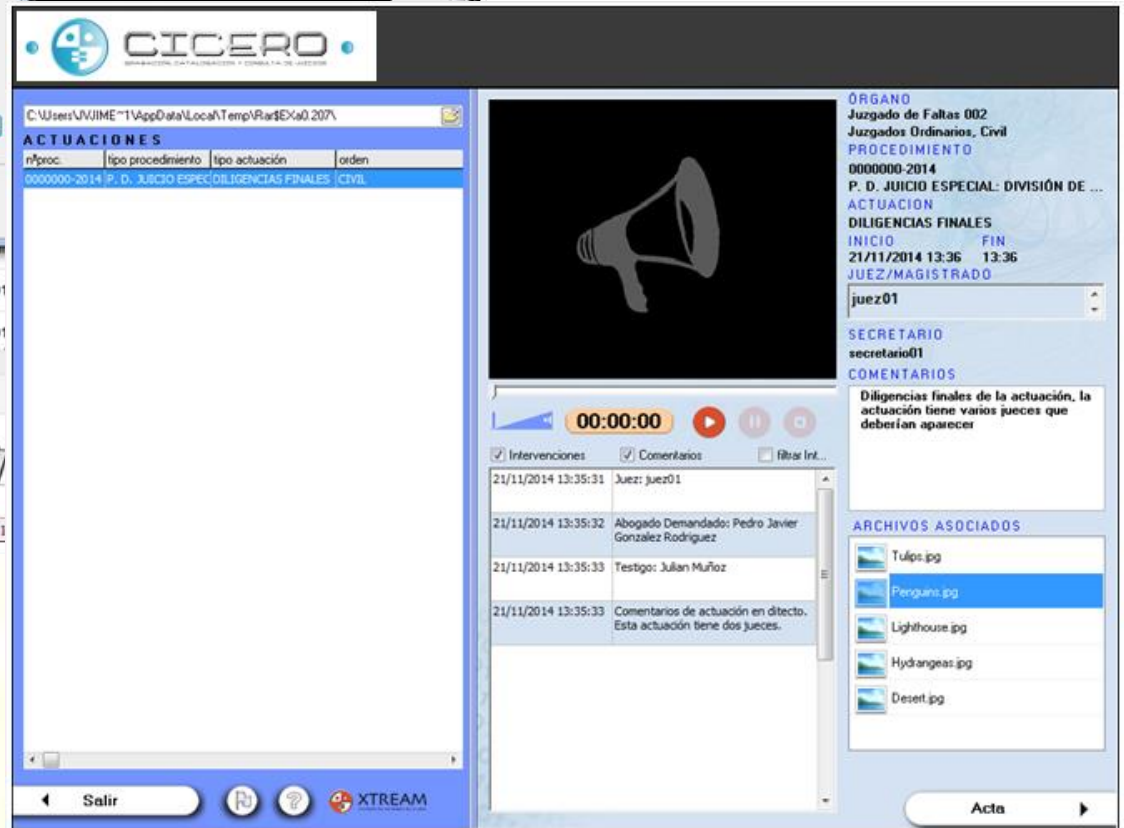 CICERO
GRABACIÓN, CATALOGACIÓN Y CONSULTA DE JUICIOS
C:\Users\JVJIME~1\AppData\Local\Temp\Rar$EXa0.207\
ACTUACIONES
nºproc. tipo procedimiento tipo actuación orden
0000000-2014 P. D. JUICIO ESPEC DILIGENCIAS FINALES CIVIL
Salir
XTREAM
00:00:00
Intervenciones Comentarios filtrar Int...
21/11/2014 13:35:31 Juez: juez01
21/11/2014 13:35:32 Abogado Demandado: Pedro Javier
Gonzalez Rodriguez
21/11/2014 13:35:33 Testigo: Julian Muñoz
21/11/2014 13:35:33 Comentarios de actuación en ditecto.
Esta actuación tiene dos jueces.
ÓRGANO
Juzgado de Faltas 002
Juzgados Ordinarios, Civil
PROCEDIMIENTO
0000000-2014
P. D. JUICIO ESPECIAL: DIVISIÓN DE ...
ACTUACION
DILIGENCIAS FINALES
INICIO FIN
21/11/2014 13:36 13:36
JUEZ/MAGISTRADO
juez01
SECRETARIO
secretario01
COMENTARIOS
Diligencias finales de la actuación, la
actuación tiene varios jueces que
deberían aparecer
ARCHIVOS ASOCIADOS
Tulips.jpg
Penguins.jpg
Lighthouse.jpg
Hydrangeas.jpg
Desert.jpg
Acta